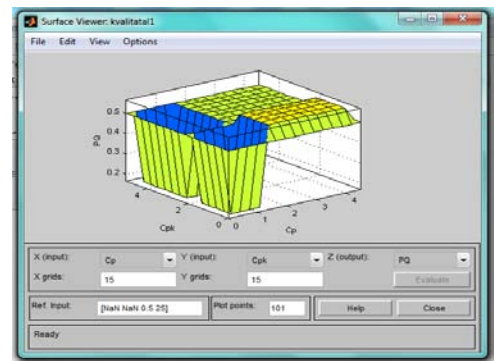 Surface Viewer: kvalitatal1
File Edit View Options
0.5
0.4
0.3
0.2
PQ
4
2
0
Cpk
0
1
2
3
4
Cp
X (input): Cp Y (input): Cpk Z (output): PQ
X grids: 15 Y grids: 15 Evaluate
Ref. Input: [NaN NaN 0.5 25] Plot points: 101 Help Close
Ready